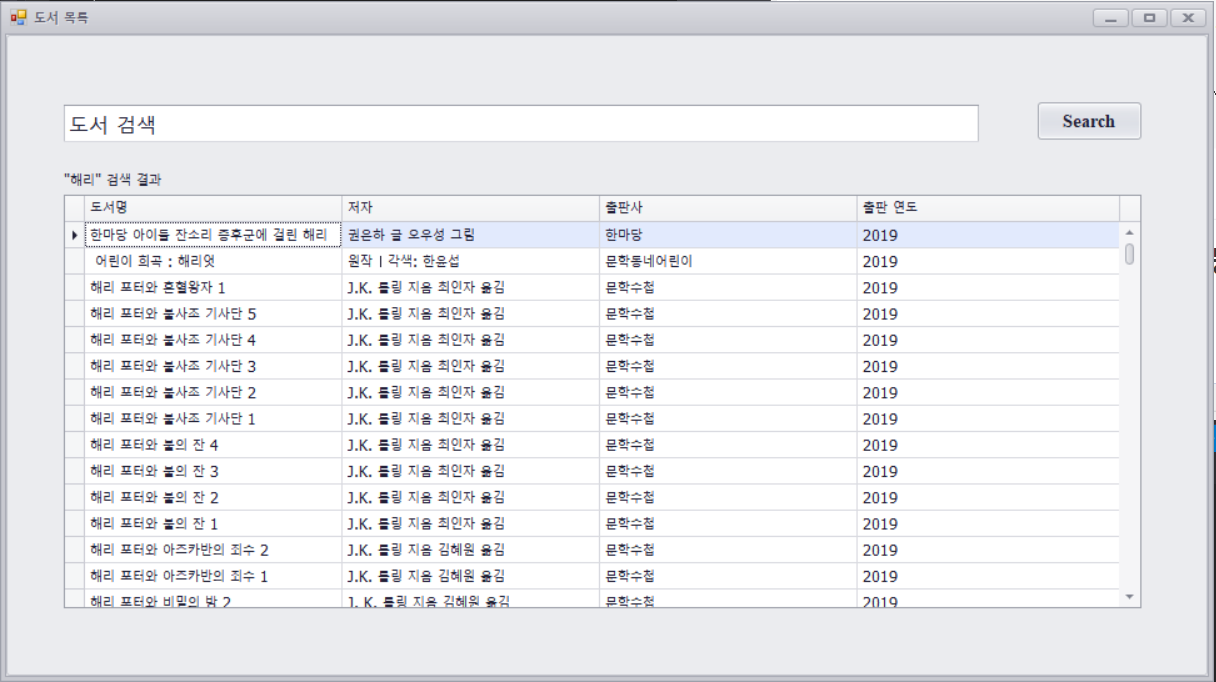 도서 목록
도서 검색
Search
"해리" 검색 결과
도서명 저자 출판사 출판 연도
한마당 아이들 잔소리 증후군에 걸린 해리 권은하 글 오우성 그림 한마당 2019
어린이 희곡 : 해리엇 원작 | 각색: 한윤섭 문학동네어린이 2019
해리 포터와 혼혈왕자 1 J.K. 롤링 지음 최인자 옮김 문학수첩 2019
해리 포터와 불사조 기사단 5 J.K. 롤링 지음 최인자 옮김 문학수첩 2019
해리 포터와 불사조 기사단 4 J.K. 롤링 지음 최인자 옮김 문학수첩 2019
해리 포터와 불사조 기사단 3 J.K. 롤링 지음 최인자 옮김 문학수첩 2019
해리 포터와 불사조 기사단 2 J.K. 롤링 지음 최인자 옮김 문학수첩 2019
해리 포터와 불사조 기사단 1 J.K. 롤링 지음 최인자 옮김 문학수첩 2019
해리 포터와 불의 잔 4 J.K. 롤링 지음 최인자 옮김 문학수첩 2019
해리 포터와 불의 잔 3 J.K. 롤링 지음 최인자 옮김 문학수첩 2019
해리 포터와 불의 잔 2 J.K. 롤링 지음 최인자 옮김 문학수첩 2019
해리 포터와 불의 잔 1 J.K. 롤링 지음 최인자 옮김 문학수첩 2019
해리 포터와 아즈카반의 죄수 2 J.K. 롤링 지음 김혜원 옮김 문학수첩 2019
해리 포터와 아즈카반의 죄수 1 J.K. 롤링 지음 김혜원 옮김 문학수첩 2019
해리 포터와 비밀의 방 2 J. K. 롤링 지음 김혜원 옮김 문학수첩 2019